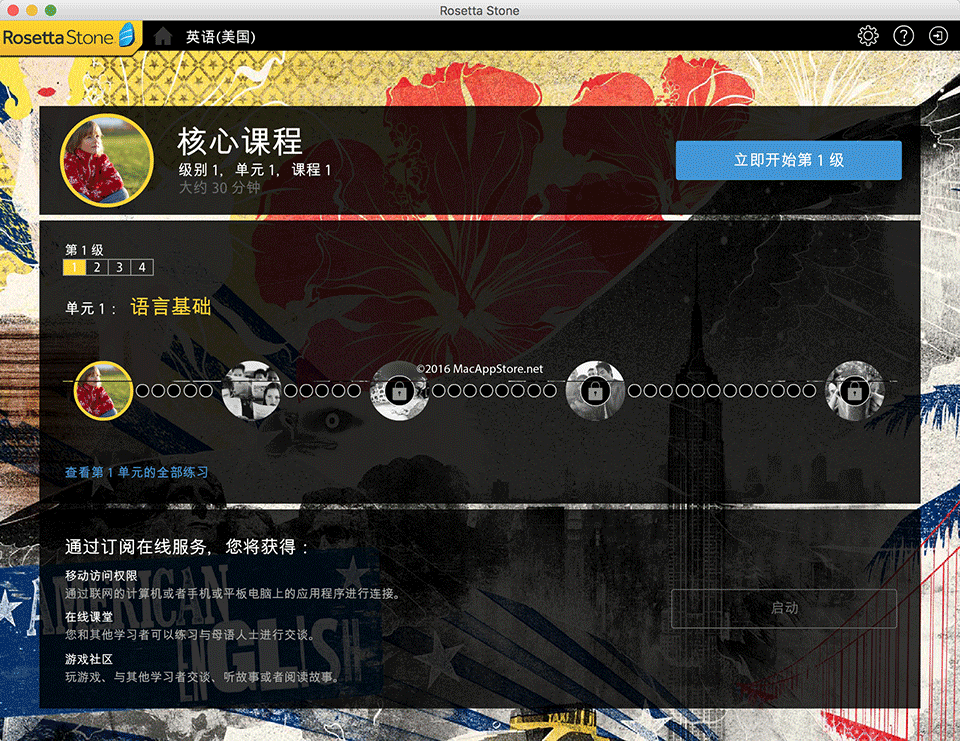 Rosetta Stone
RosettaStone
英语(美国)
核心课程
级别 1， 单元 1， 课程 1
大约 30 分钟
立即开始第 1 级
第 1 级
1 2 3 4
单元 1： 语言基础
©2016 MacAppStore.net
查看第 1 单元的全部练习
通过订阅在线服务，您将获得：
移动访问权限
通过联网的计算机或者手机或平板电脑上的应用程序进行连接。
在线课堂
您和其他学习者可以练习与母语人士进行交谈。
游戏社区
玩游戏、与其他学习者交谈、听故事或者阅读故事。
启动
AMERICAN
ENGLISH
TAXI